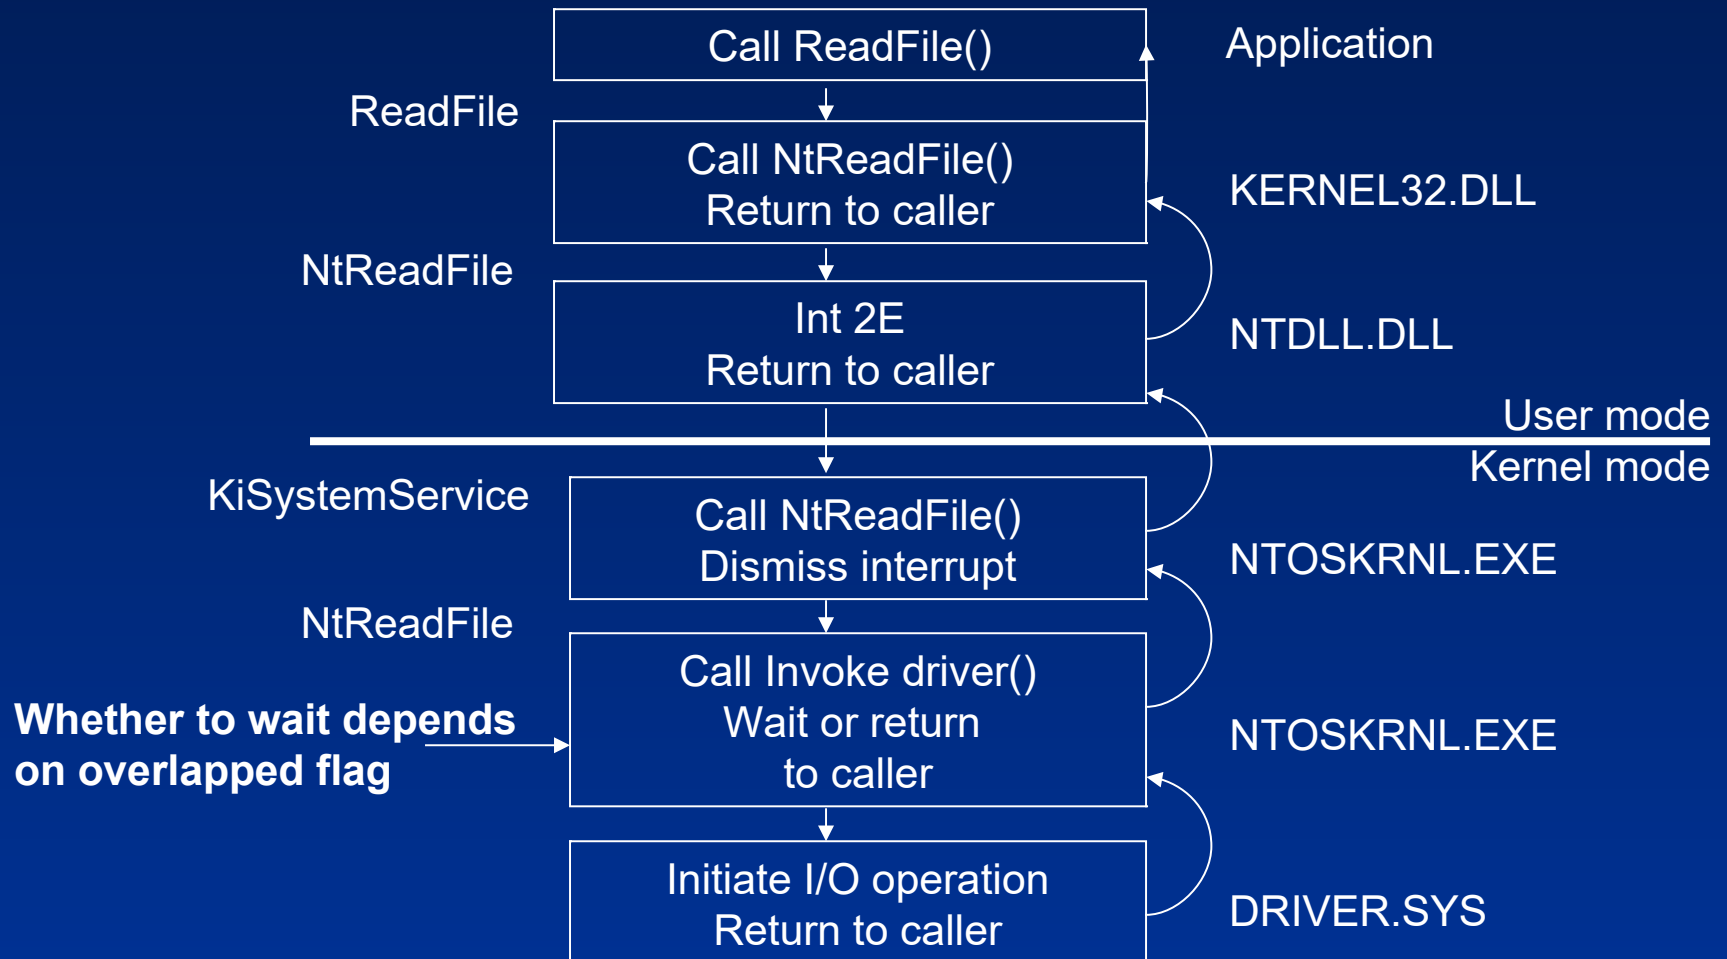 Call ReadFile()
Application
ReadFile
Call NtReadFile()
Return to caller
KERNEL32.DLL
NtReadFile
Int 2E
Return to caller
NTDLL.DLL
User mode
Kernel mode
KiSystemService
Call NtReadFile()
Dismiss interrupt
NTOSKRNL.EXE
NtReadFile
Call Invoke driver()
Wait or return
to caller
Whether to wait depends
on overlapped flag
NTOSKRNL.EXE
Initiate I/O operation
Return to caller
DRIVER.SYS